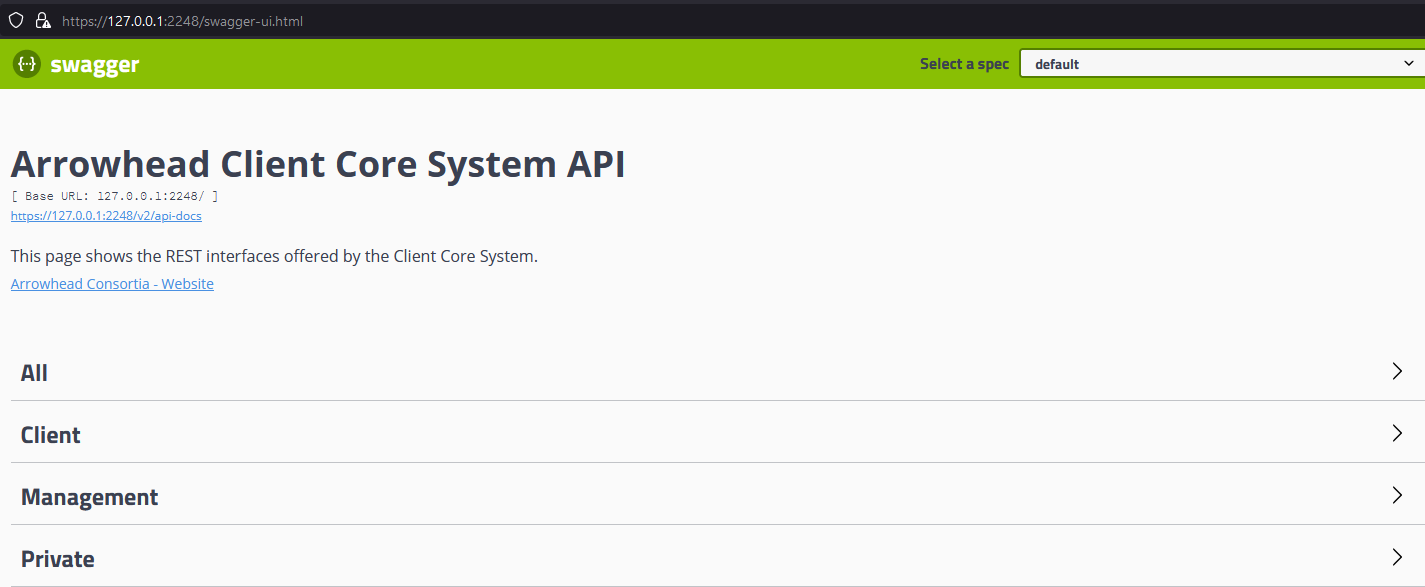 https://127.0.0.1:2248/swagger-ui.html
{··} swagger
Select a spec
default
Arrowhead Client Core System API
[ Base URL: 127.0.0.1:2248/ ]
https://127.0.0.1:2248/v2/api-docs
This page shows the REST interfaces offered by the Client Core System.
Arrowhead Consortia - Website
All
Client
Management
Private